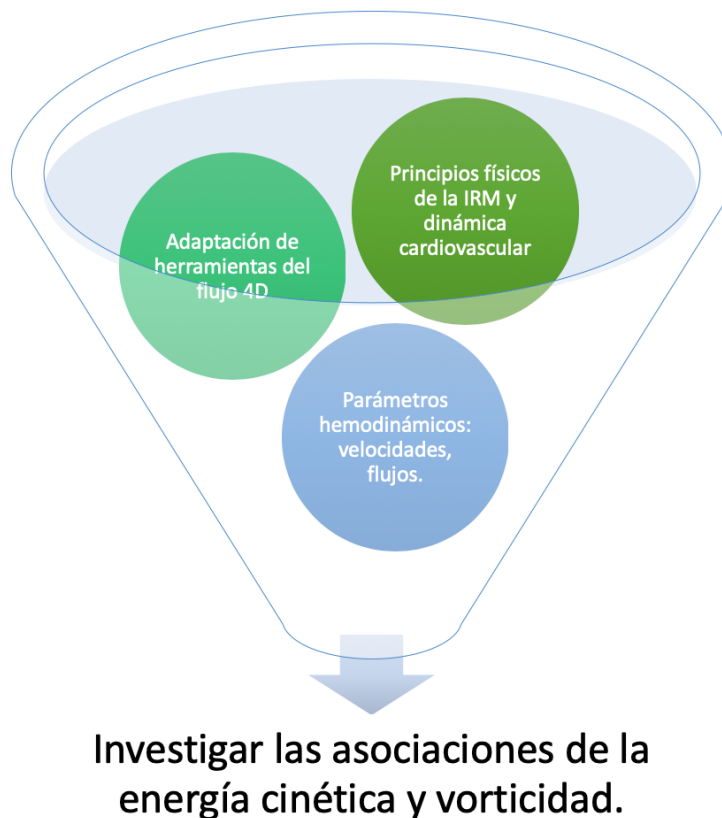 Principios físicos
de la IRM y
dinámica
cardiovascular
Adaptación de
herramientas del
flujo 4D
Parámetros
hemodinámicos:
velocidades,
flujos.
Investigar las asociaciones de la
energía cinética y vorticidad.